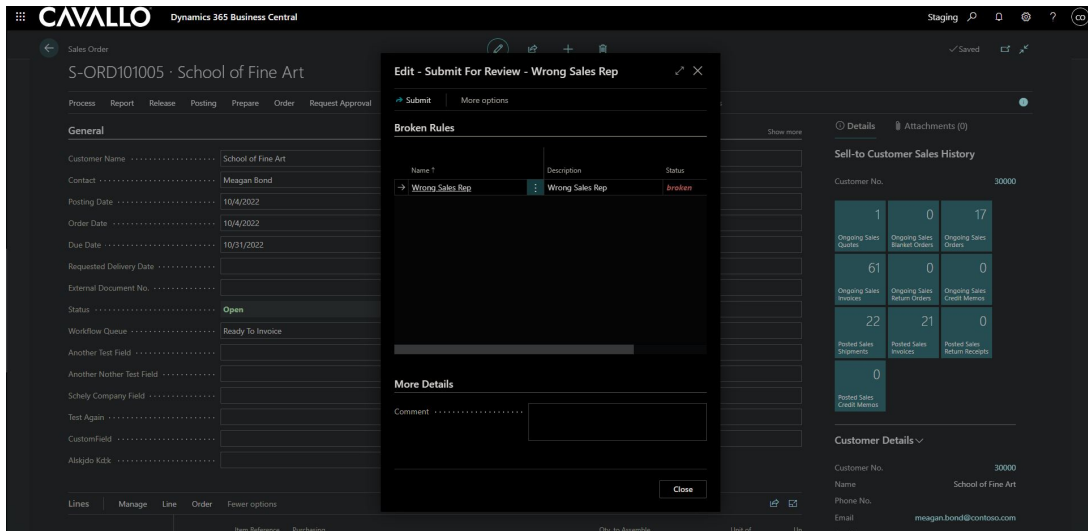 CAVALLO Dynamics 365 Business Central Staging ? CO
Sales Order Saved
S-ORD101005 · School of Fine Art
Process Report Release Posting Prepare Order Request Approval
General Show more
Customer Name School of Fine Art
Contact Meagan Bond
Posting Date 10/4/2022
Order Date 10/4/2022
Due Date 10/31/2022
Requested Delivery Date
External Document No.
Status Open
Workflow Queue Ready To Invoice
Another Test Field
Another Nother Test Field
Schely Company Field
Test Again
CustomField
Alskjdo Kd;k
Lines Manage Line Order Fewer options
Item Reference Purchasing Qty. to Assemble Unit of
Edit - Submit For Review - Wrong Sales Rep
Submit More options
Broken Rules
Name ↑ Description Status
→ Wrong Sales Rep Wrong Sales Rep broken
More Details
Comment
Close
Details Attachments (0)
Sell-to Customer Sales History
Customer No. 30000
1 0 17
Ongoing Sales Quotes Ongoing Sales Blanket Orders Ongoing Sales Orders
61 0 0
Ongoing Sales Invoices Ongoing Sales Return Orders Ongoing Sales Credit Memos
22 21 0
Posted Sales Shipments Posted Sales Invoices Posted Sales Return Receipts
0
Posted Sales Credit Memos
Customer Details
Customer No. 30000
Name School of Fine Art
Phone No.
Email meagan.bond@contoso.com